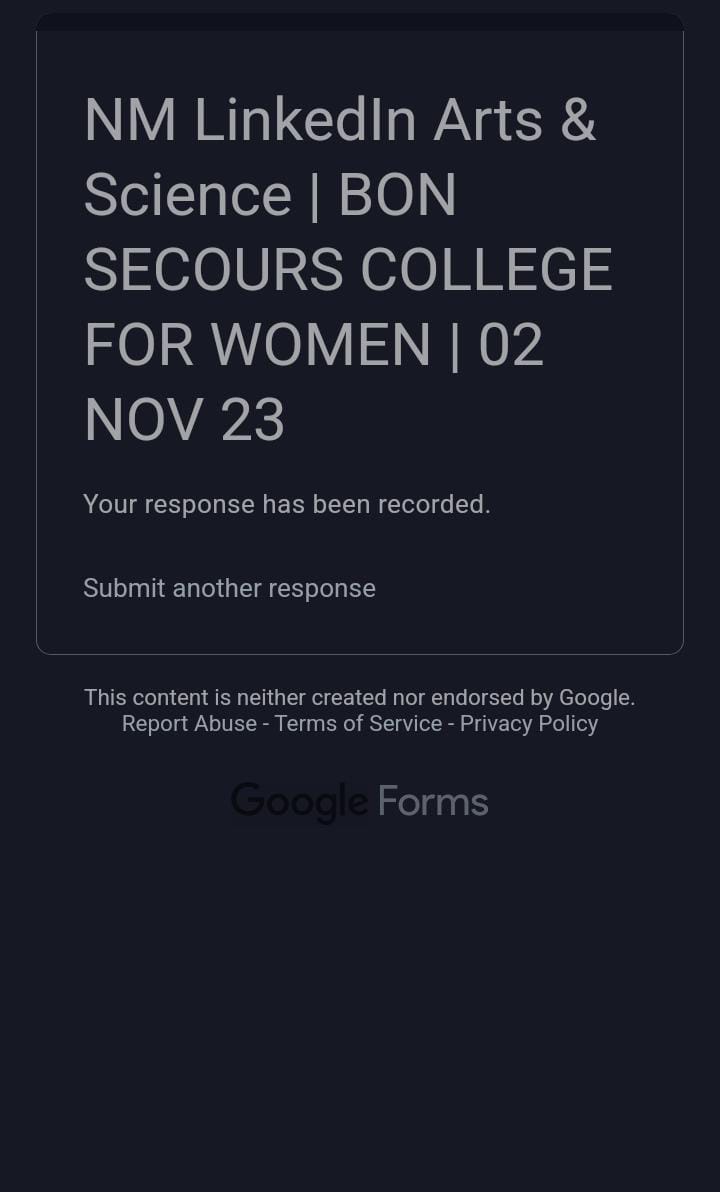 NM LinkedIn Arts &
Science | BON
SECOURS COLLEGE
FOR WOMEN | 02
NOV 23
Your response has been recorded.
Submit another response
This content is neither created nor endorsed by Google.
Report Abuse - Terms of Service - Privacy Policy
Google Forms